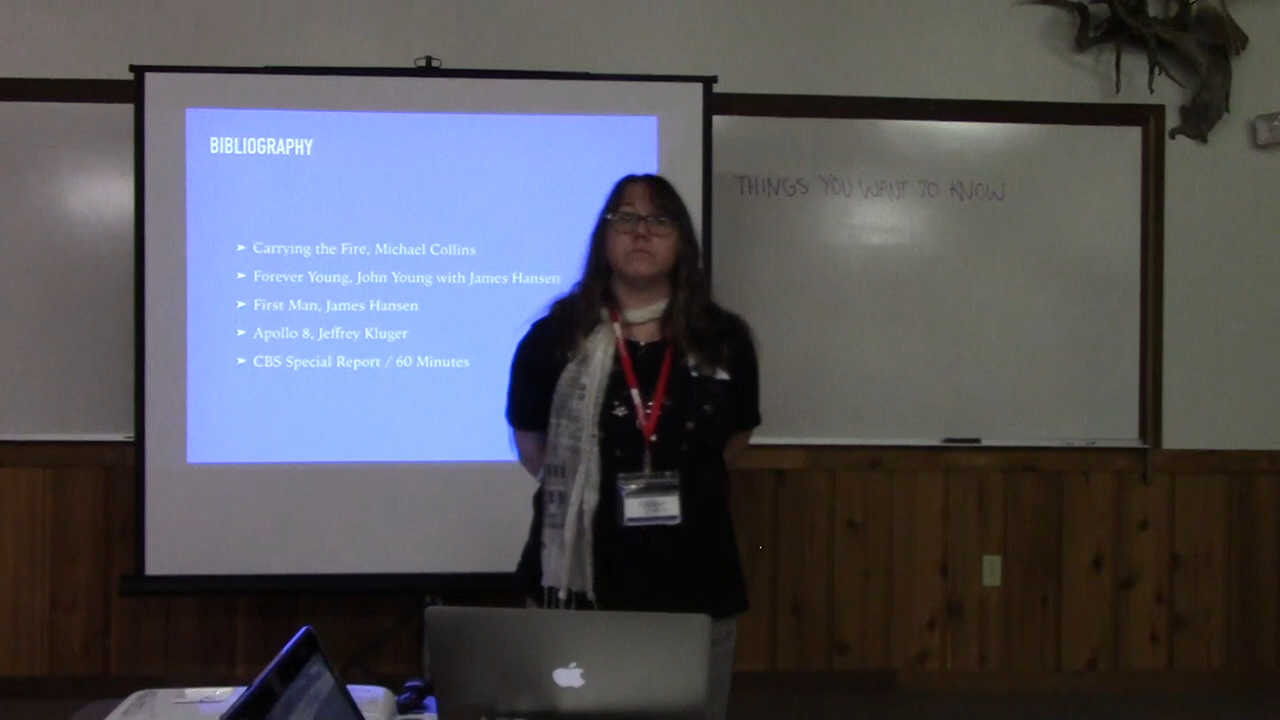 BIBLIOGRAPHY
➤ Carrying the Fire, Michael Collins
➤ Forever Young, John Young with James Hansen
➤ First Man, James Hansen
➤ Apollo 8, Jeffrey Kluger
➤ CBS Special Report / 60 Minutes
THINGS YOU WANT TO KNOW